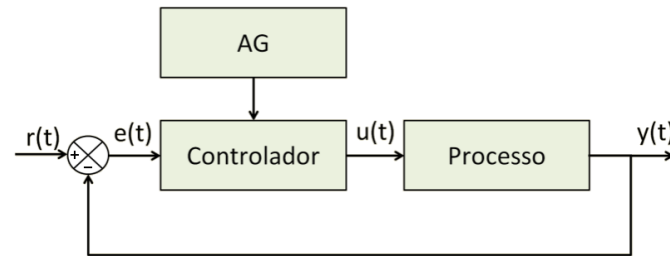 AG
r(t)
e(t)
Controlador
u(t)
Processo
y(t)
+
−